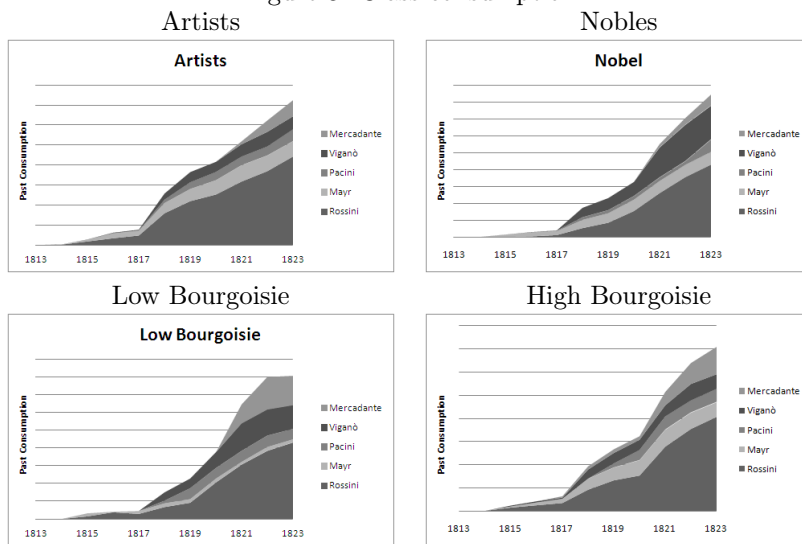 Artists
Nobles
Artists
Past Consumption
Mercadante
Viganò
Pacini
Mayr
Rossini
1813 1815 1817 1819 1821 1823
Nobel
Past Consumption
Mercadante
Viganò
Pacini
Mayr
Rossini
1813 1815 1817 1819 1821 1823
Low Bourgoisie
High Bourgoisie
Low Bourgoisie
Past Consumption
Mercadante
Viganò
Pacini
Mayr
Rossini
1813 1815 1817 1819 1821 1823
Past Consumption
Mercadante
Viganò
Pacini
Mayr
Rossini
1813 1815 1817 1819 1821 1823